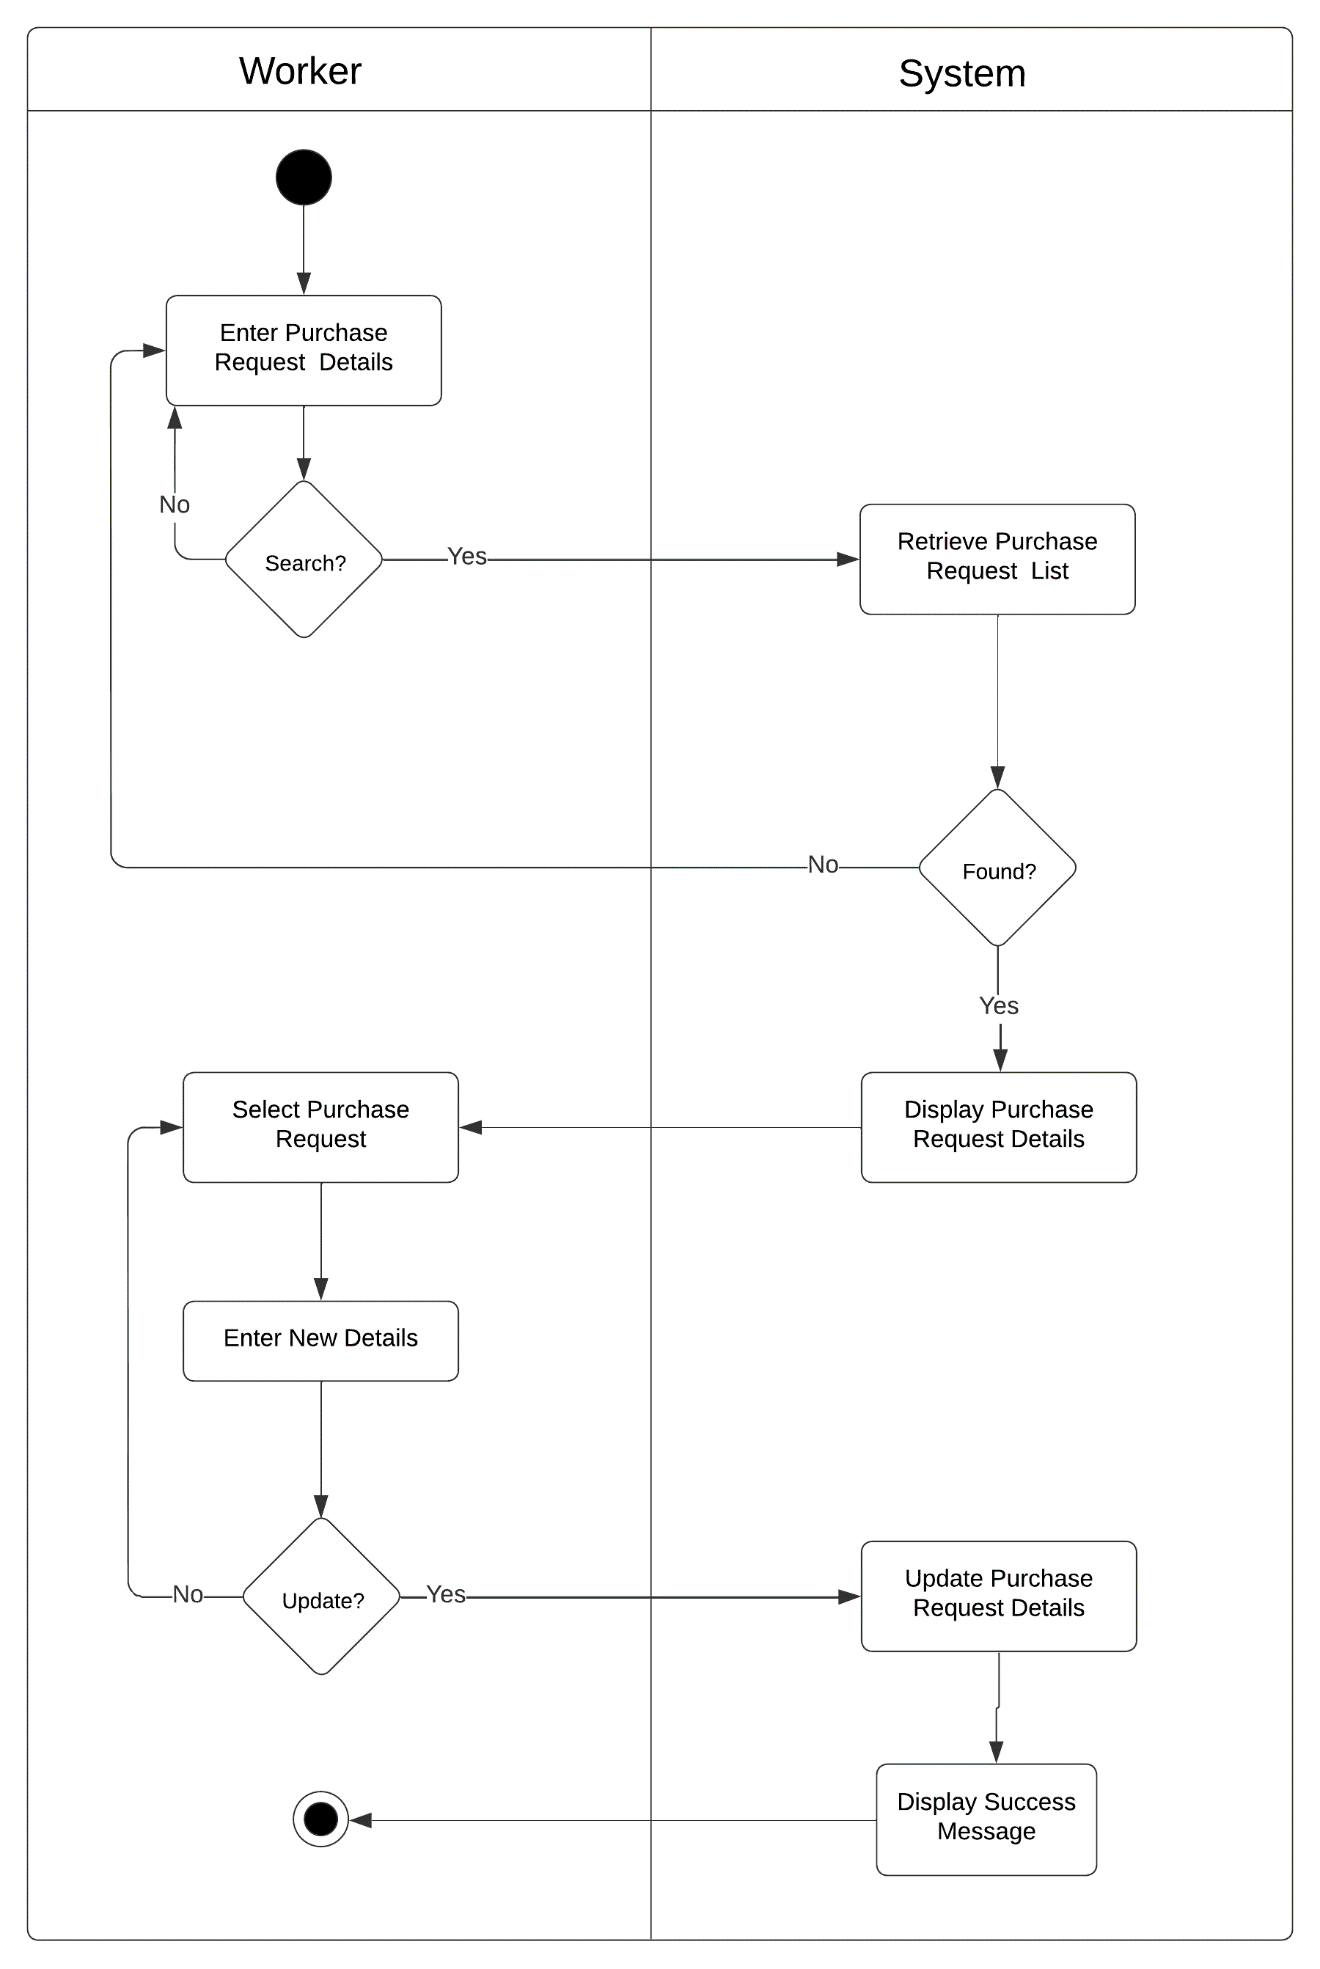 Worker
System
Enter Purchase
Request  Details
No
Search?
Yes
Retrieve Purchase
Request  List
No
Found?
Yes
Select Purchase
Request
Display Purchase
Request Details
Enter New Details
No
Update?
Yes
Update Purchase
Request Details
Display Success
Message